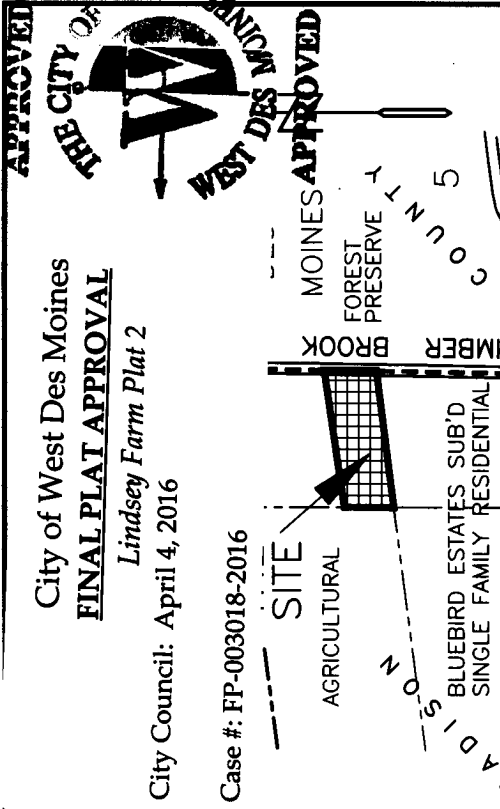 City of West Des Moines
FINAL PLAT APPROVAL
Lindsey Farm Plat 2
City Council: April 4, 2016
Case #: FP-003018-2016
APPROVED
THE CITY OF
W
WEST DES MOINES
APPROVED
SITE
AGRICULTURAL
MOINES
FOREST
PRESERVE
BROOK
IMBER
COUNTY
5
ADISON
BLUEBIRD ESTATES SUB'D
SINGLE FAMILY RESIDENTIAL